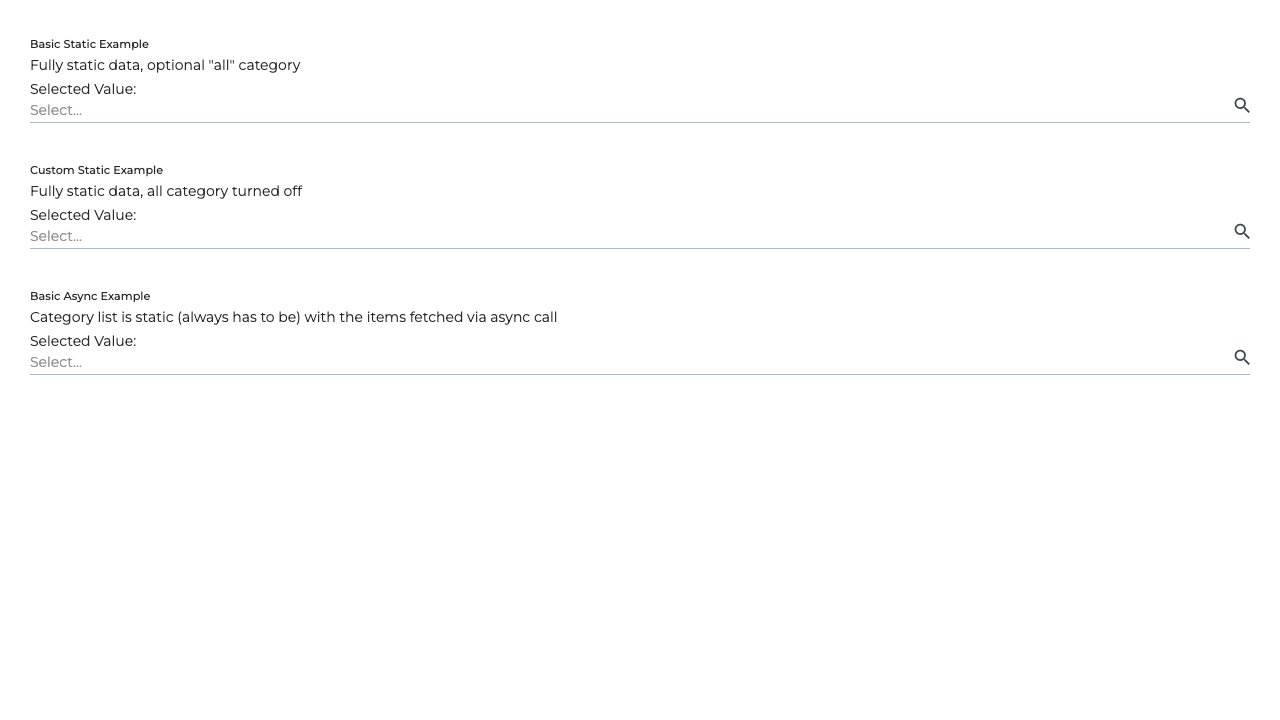 Basic Static Example
Fully static data, optional "all" category
Selected Value:
Select...
Custom Static Example
Fully static data, all category turned off
Selected Value:
Select...
Basic Async Example
Category list is static (always has to be) with the items fetched via async call
Selected Value:
Select...